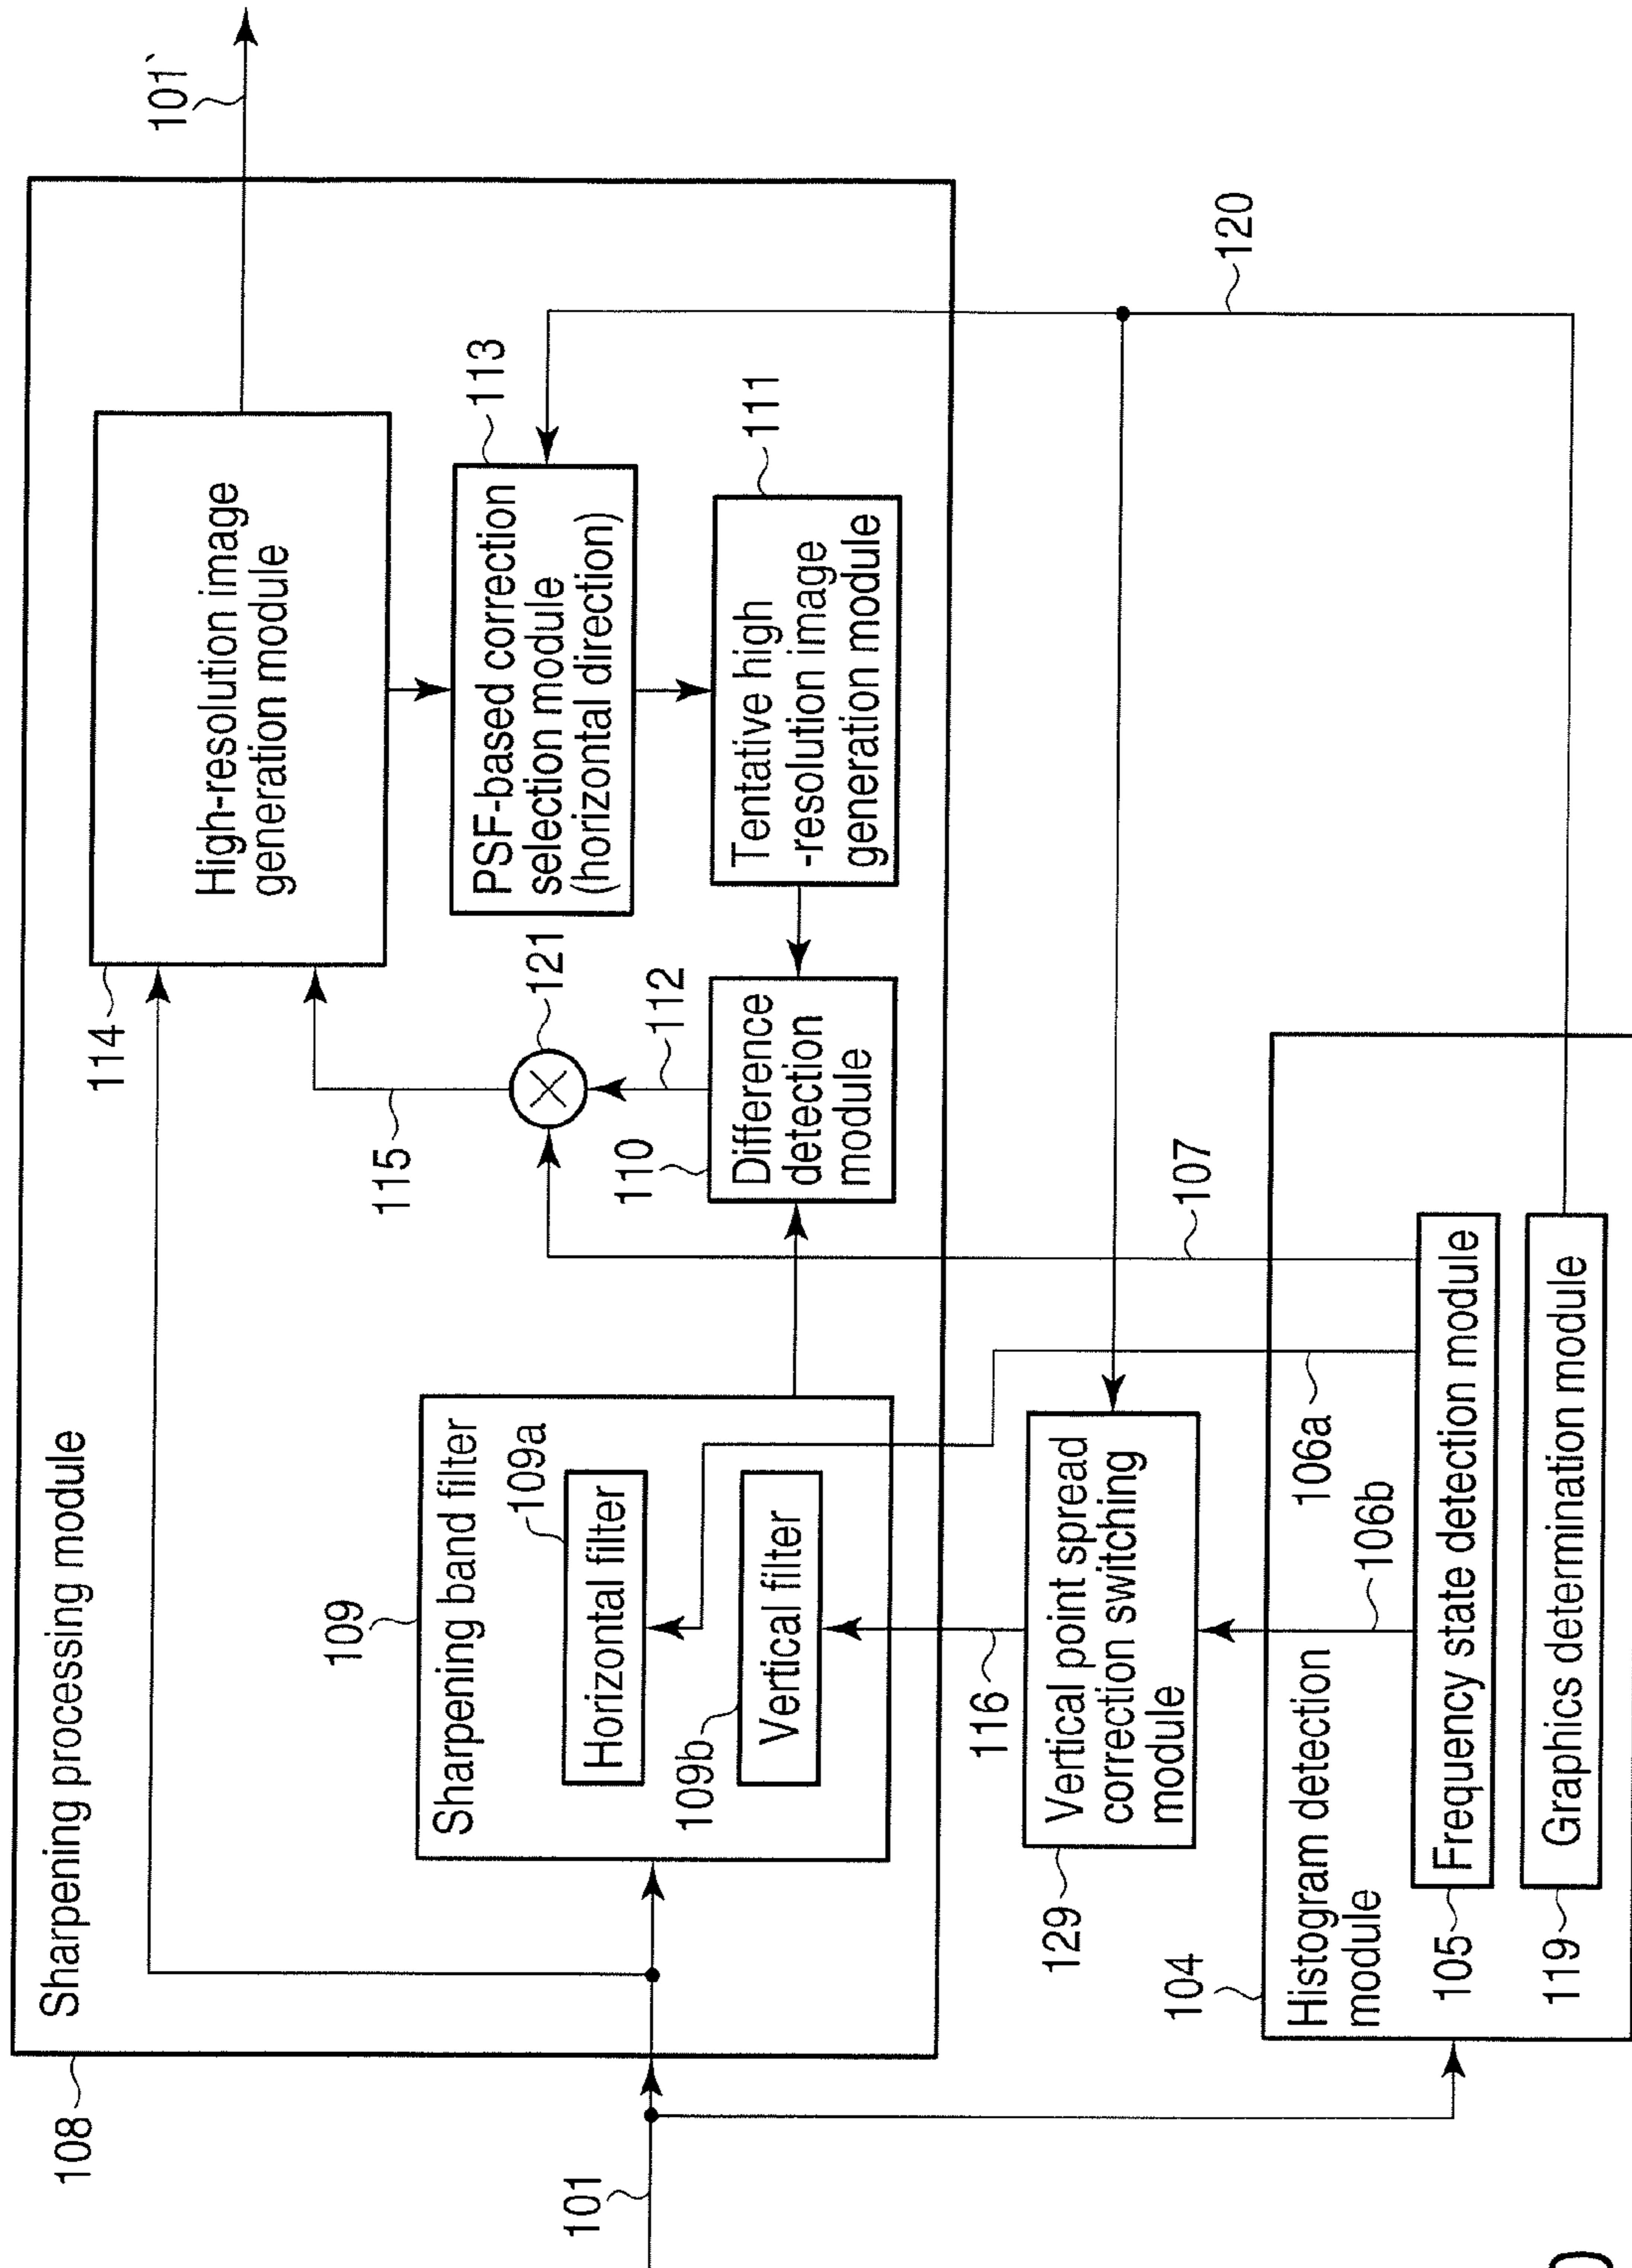 101`
108
Sharpening processing module
114
High-resolution image
generation module
109
115
121
113
Sharpening band filter
109a
Horizontal filter
PSF-based correction
selection module
(horizontal direction)
101
109b
Vertical filter
110
112
111
Difference
detection
module
Tentative high
-resolution image
generation module
116
129
Vertical point spread
correction switching
module
107
120
104
Histogram detection
module
106b
106a
105
Frequency state detection module
119
Graphics determination module